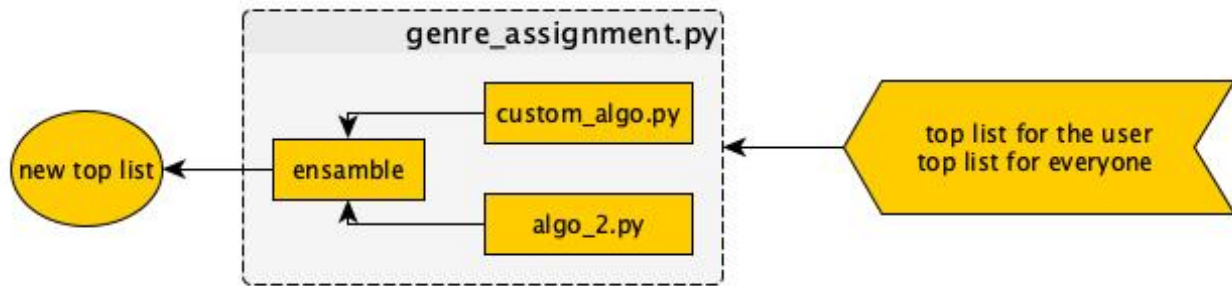 genre_assignment.py
custom_algo.py
top list for the user
top list for everyone
new top list
ensamble
algo_2.py